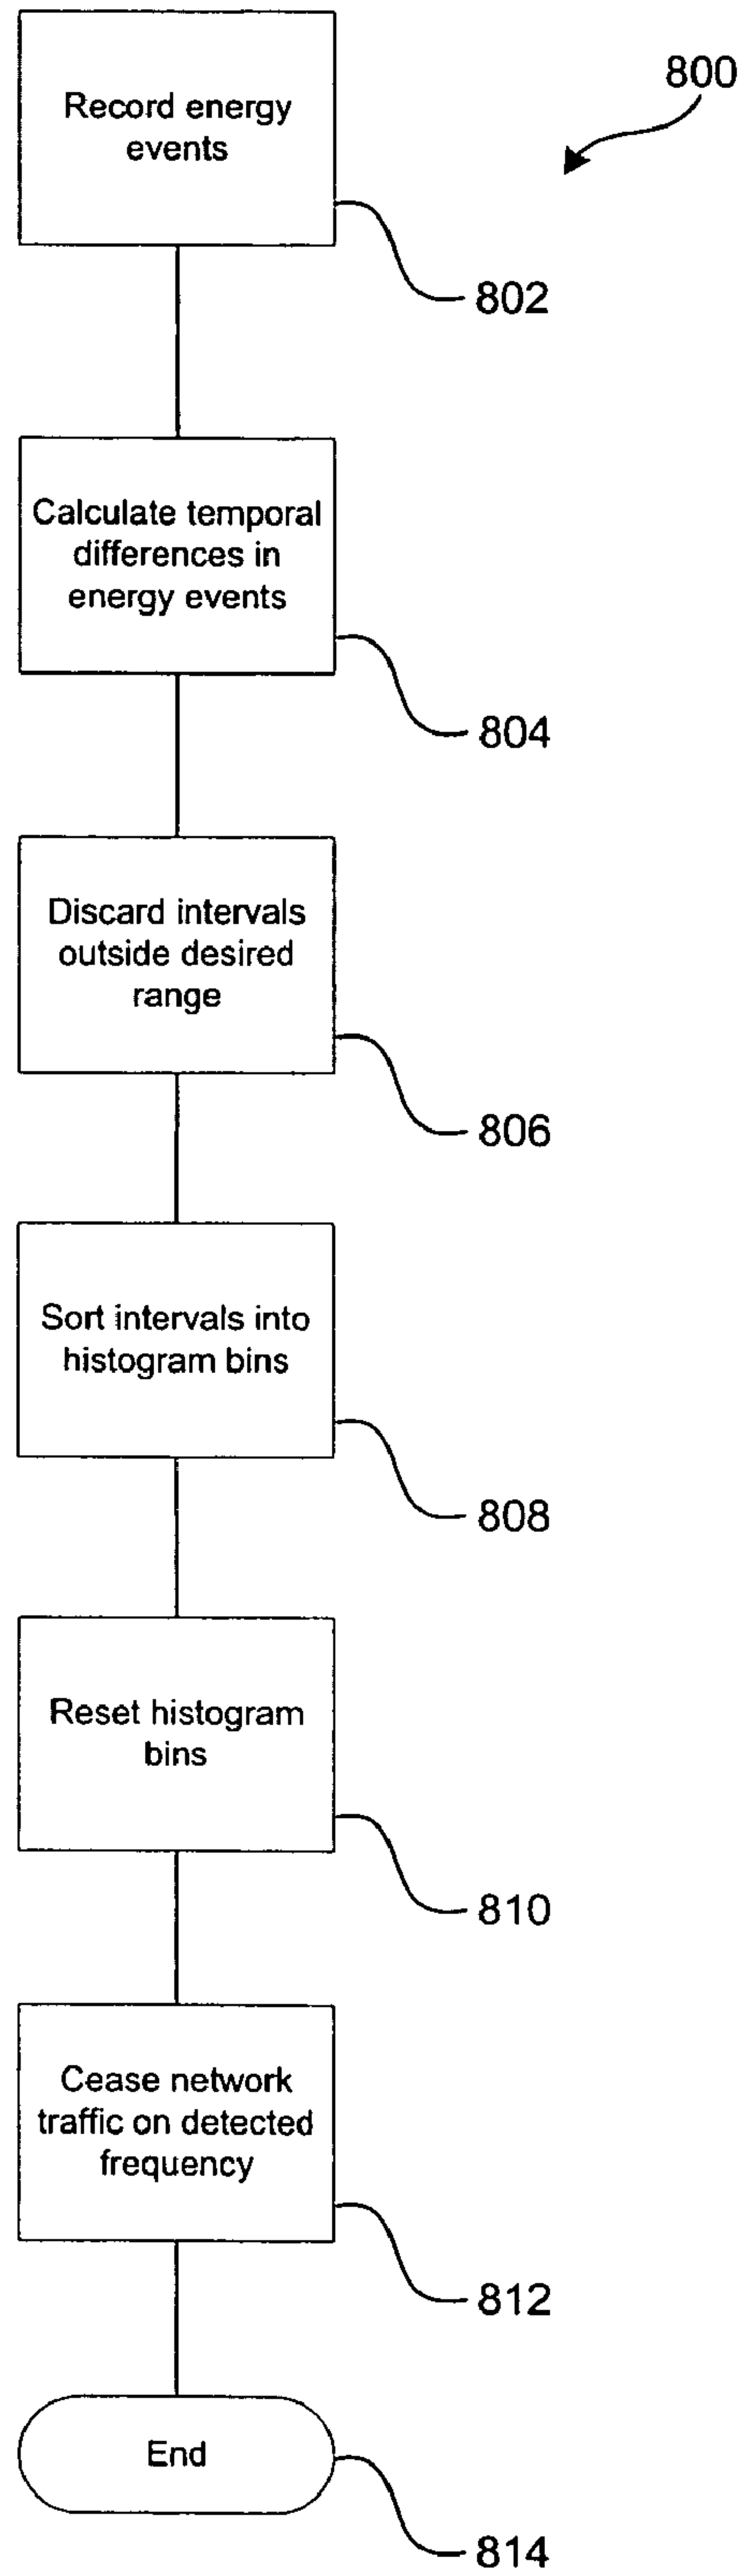 800
Record energy
events
802
Calculate temporal
differences in
energy events
804
Discard intervals
outside desired
range
806
Sort intervals into
histogram bins
808
Reset histogram
bins
810
Cease network
traffic on detected
frequency
812
End
814